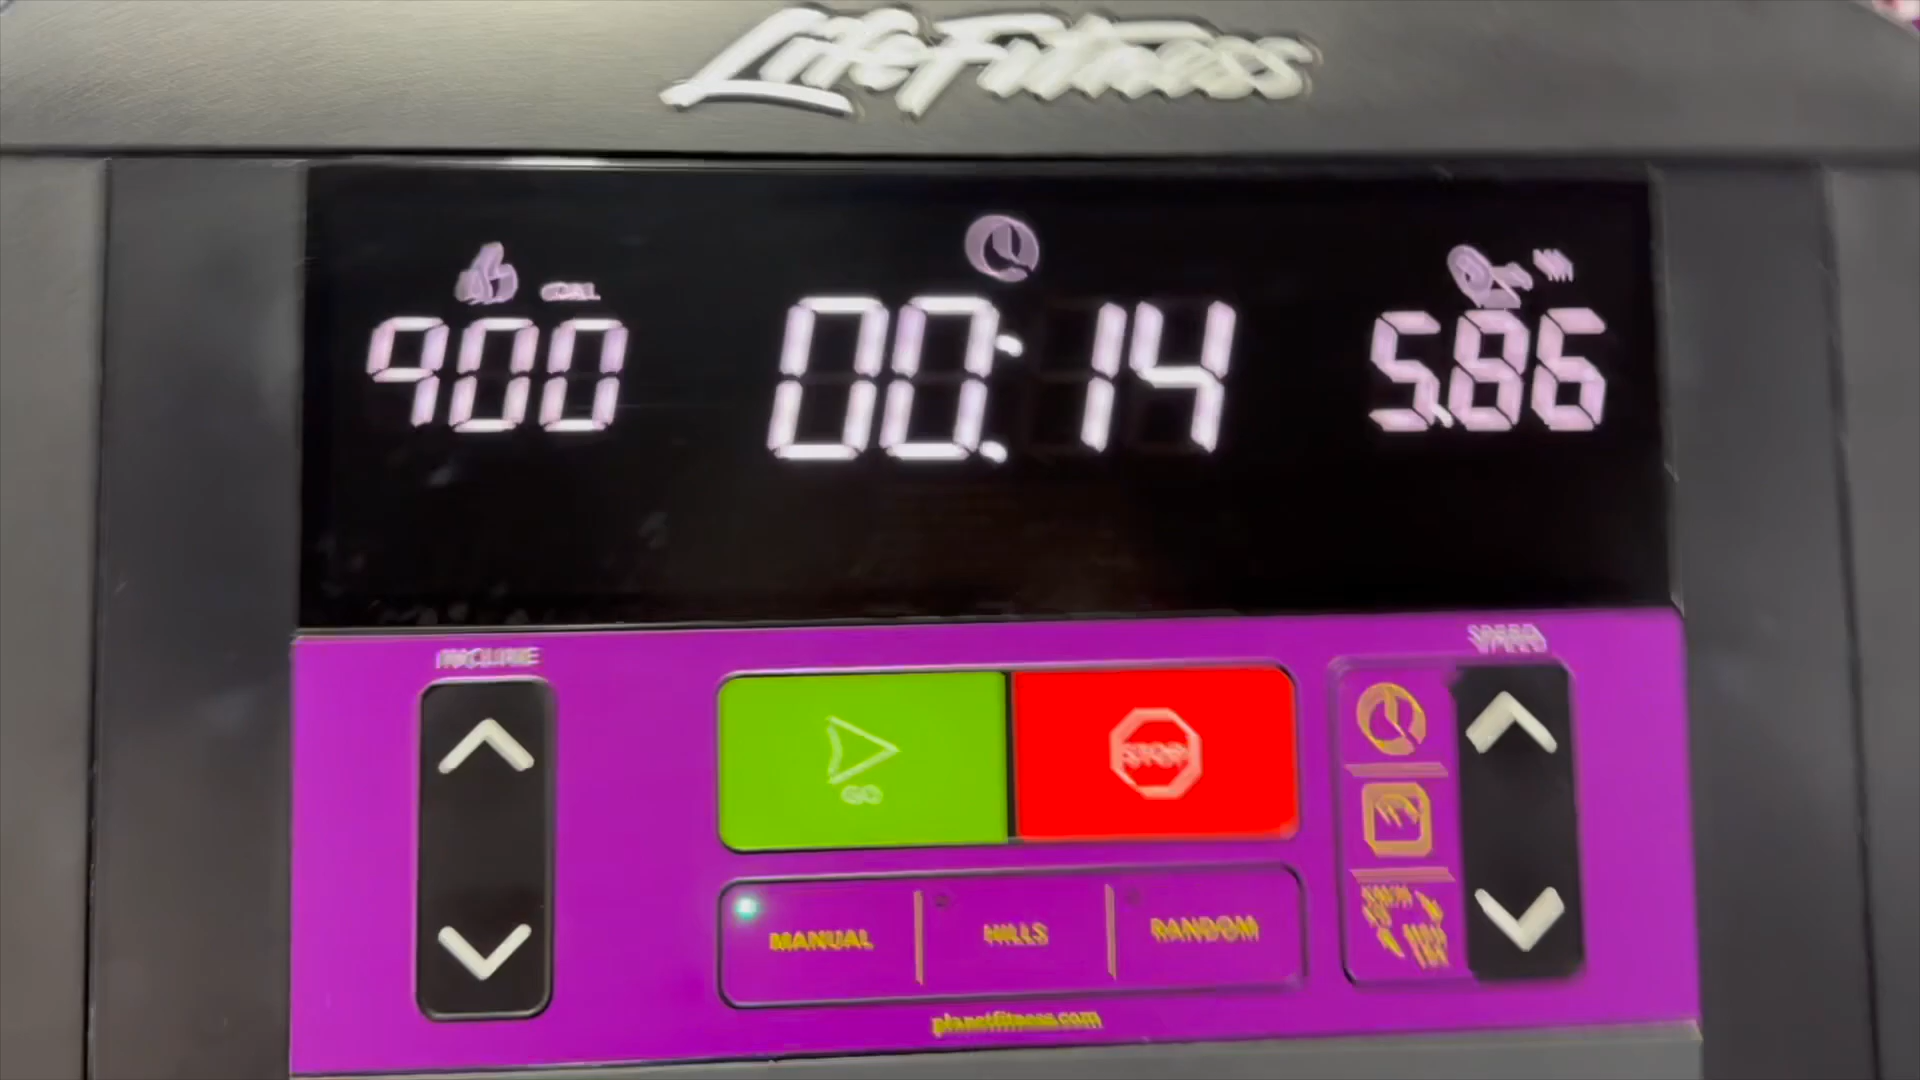 LifeFitness
900
00:14
5.86
INCLINE
SPEED
GO
STOP
MANUAL
HILLS
RANDOM
planetfitness.com